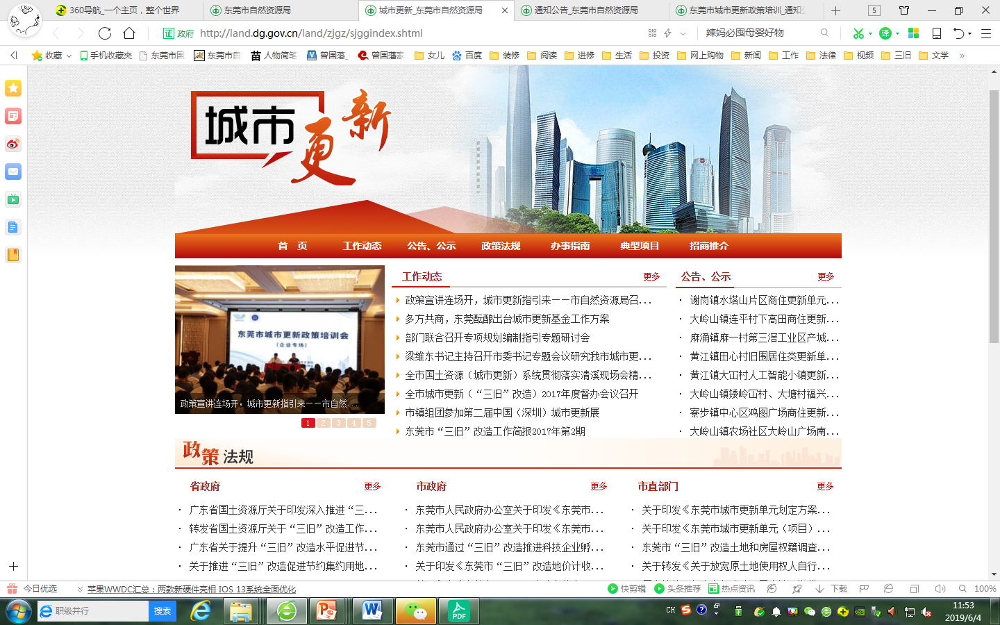 360导航_一个主页，整个世界
东莞市自然资源局
城市更新_东莞市自然资源局
通知公告_东莞市自然资源局
东莞市城市更新政策培训_通知公
5
证 政府 http://land.dg.gov.cn/land/zjgz/sjggindex.shtml
辣妈必囤母婴好物
译
收藏
手机收藏夹
东莞市国
东莞市自
苗 人物简笔
曾国藩_
曾国藩家
女儿
百度
装修
阅读
进修
生活
投资
网上购物
新闻
工作
法律
视频
三旧
文学
城市更新
首 页
工作动态
公告、公示
政策法规
办事指南
典型项目
招商推介
东莞市城市更新政策培训会
（企业专场）
政策宣讲连场开，城市更新指引来——市自然...
1 2 3 4 5
工作动态 更多
政策宣讲连场开，城市更新指引来——市自然资源局召...
多方共商，东莞酝酿出台城市更新基金工作方案
部门联合召开专项规划编制指引专题研讨会
梁维东书记主持召开市委书记专题会议研究我市城市更...
全市国土资源（城市更新）系统贯彻落实清溪现场会精...
全市城市更新（“三旧”改造）2017年度督办会议召开
市镇组团参加第二届中国（深圳）城市更新展
东莞市“三旧”改造工作简报2017年第2期
公告、公示 更多
谢岗镇水塔山片区商住更新单元...
大岭山镇连平村下高田商住更新...
麻涌镇麻一村第三滘工业区产城...
黄江镇田心村旧围居住类更新单...
黄江镇大冚村人工智能小镇更新...
大岭山镇矮岭冚村、大塘村福兴...
寮步镇中心区鸿图广场商住更新...
大岭山镇农场社区大岭山广场南...
政策法规
省政府 更多
广东省国土资源厅关于印发深入推进“三...
转发省国土资源厅关于“三旧”改造工作...
广东省关于提升“三旧”改造水平促进节...
关于推进“三旧”改造促进节约集约用地...
市政府 更多
东莞市人民政府办公室关于印发《东莞市...
东莞市人民政府办公室关于印发《东莞市...
东莞市通过“三旧”改造推进科技企业孵...
关于印发《东莞市“三旧”改造地价计收...
市直部门 更多
关于印发《东莞市城市更新单元划定方案...
关于印发《东莞市城市更新单元（项目）...
东莞市“三旧”改造土地和房屋权籍调查...
关于转发《关于放宽原土地使用权人自行...
今日优选
苹果WWDC汇总：两款新硬件亮相 IOS 13系统全面优化
快剪辑
头条推荐
热点资讯
下载
100%
职级并行
搜索
PDF
CH
11:53
2019/6/4